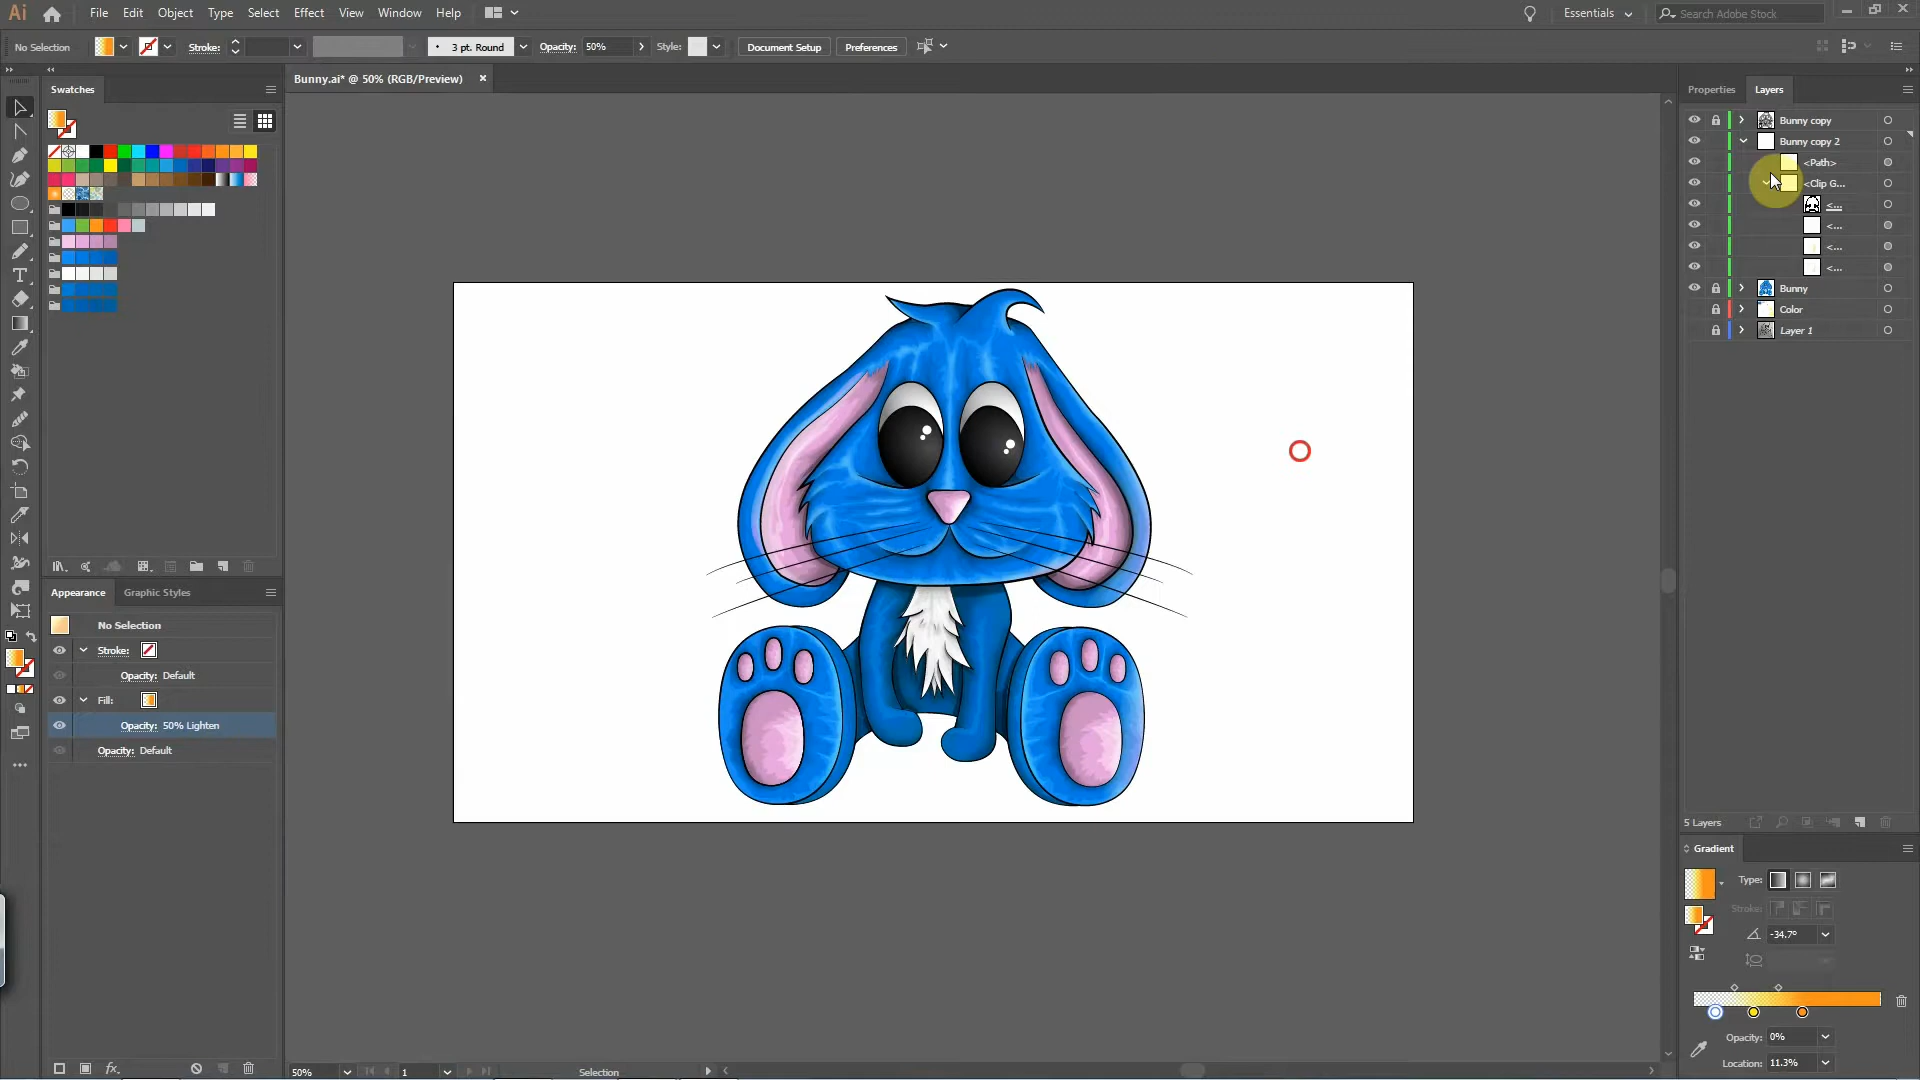 Ai File Edit Object Type Select Effect View Window Help Essentials Search Adobe Stock
No Selection Stroke: 3 pt. Round Opacity: 50% Style: Document Setup Preferences
Bunny.ai* @ 50% (RGB/Preview)
Swatches
Properties Layers
Bunny copy
Bunny copy 2
<Path>
<Clip G...
<...
<...
<...
<...
Bunny
Color
Layer 1
Appearance Graphic Styles
No Selection
Stroke:
Opacity: Default
Fill:
Opacity: 50% Lighten
Opacity: Default
5 Layers
Gradient
Type:
Stroke:
-34.7°
Opacity: 0%
Location: 11.3%
50% 1 Selection